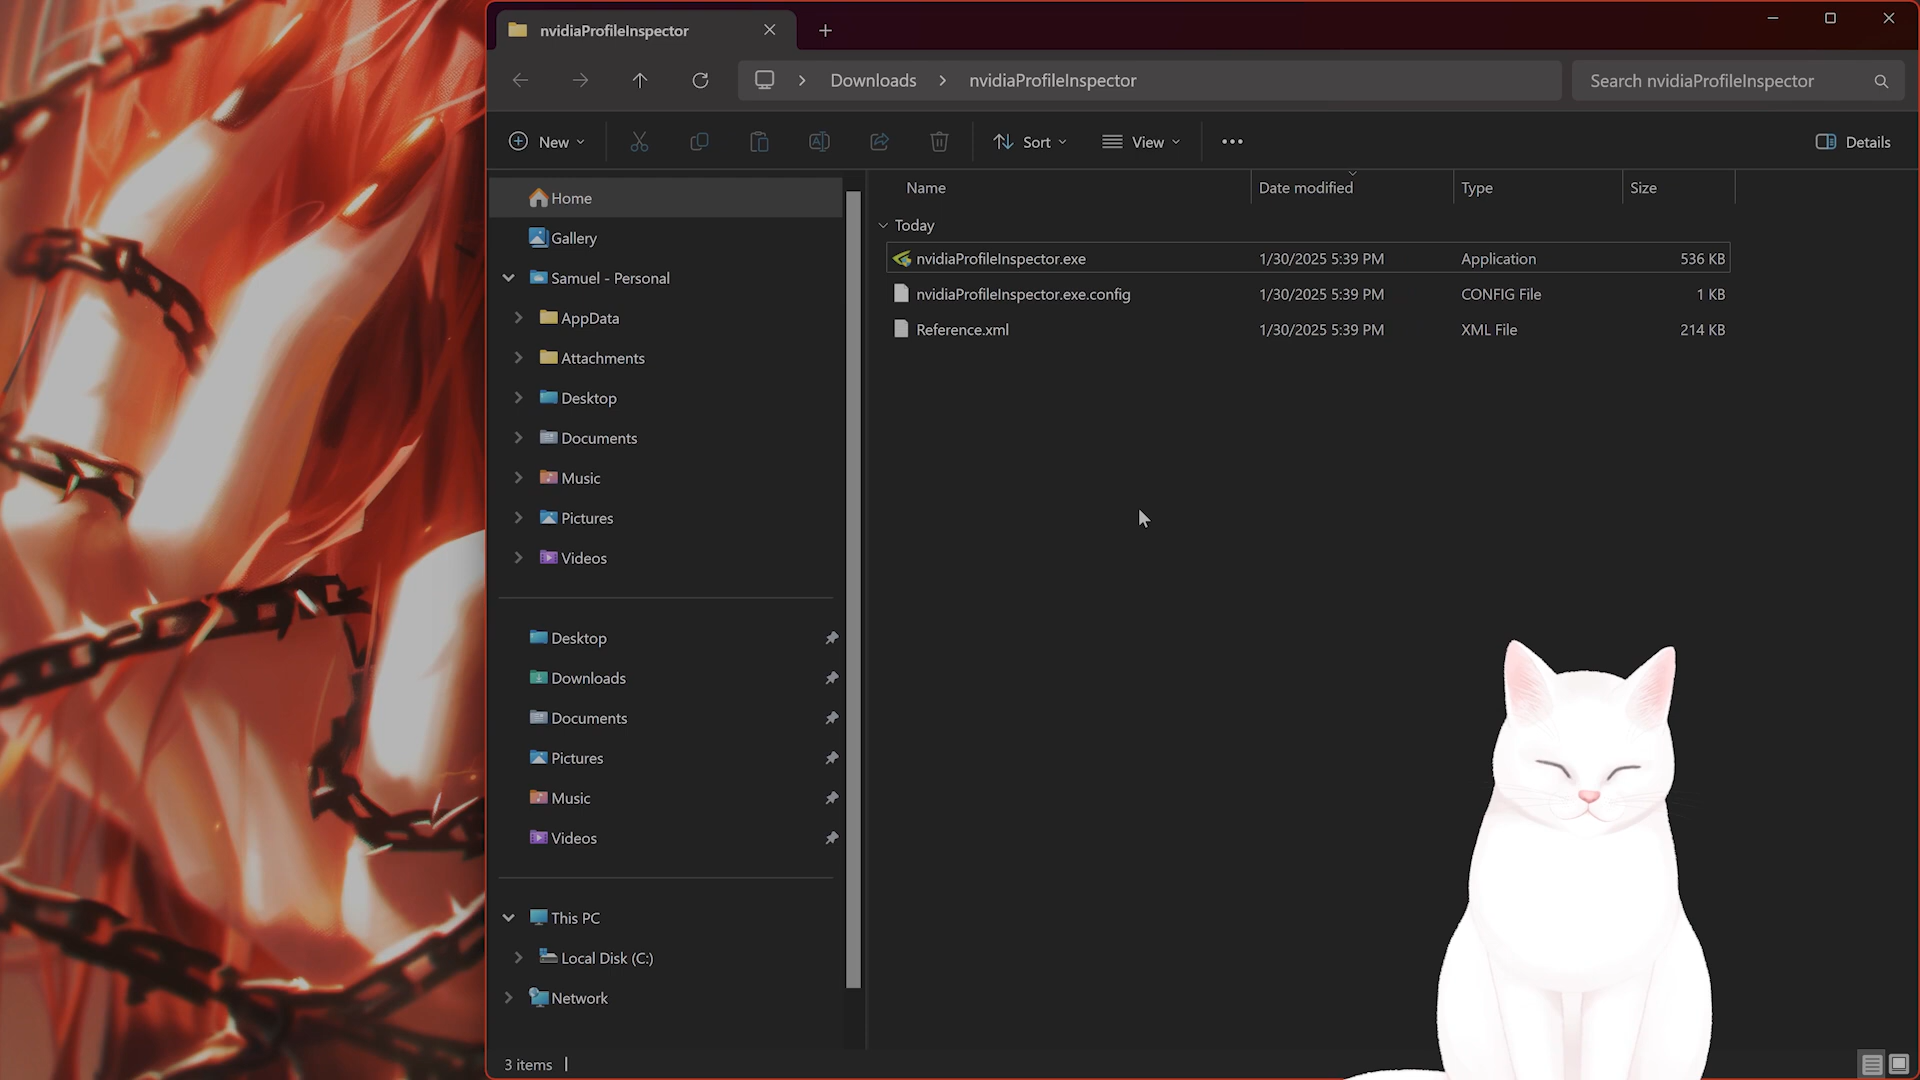 nvidiaProfileInspector
Downloads
nvidiaProfileInspector
Search nvidiaProfileInspector
New
Sort
View
Details
Home
Gallery
Samuel - Personal
AppData
Attachments
Desktop
Documents
Music
Pictures
Videos
Desktop
Downloads
Documents
Pictures
Music
Videos
This PC
Local Disk (C:)
Network
Name Date modified Type Size
Today
nvidiaProfileInspector.exe 1/30/2025 5:39 PM Application 536 KB
nvidiaProfileInspector.exe.config 1/30/2025 5:39 PM CONFIG File 1 KB
Reference.xml 1/30/2025 5:39 PM XML File 214 KB
3 items